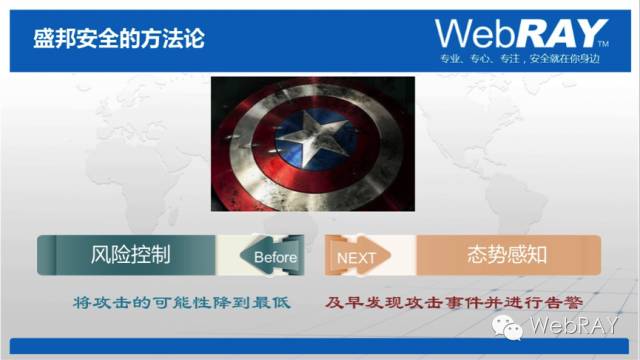 盛邦安全的方法论
WebRAY™
专业、专心、专注，安全就在你身边
风险控制
Before
NEXT
态势感知
将攻击的可能性降到最低
及早发现攻击事件并进行告警
WebRAY